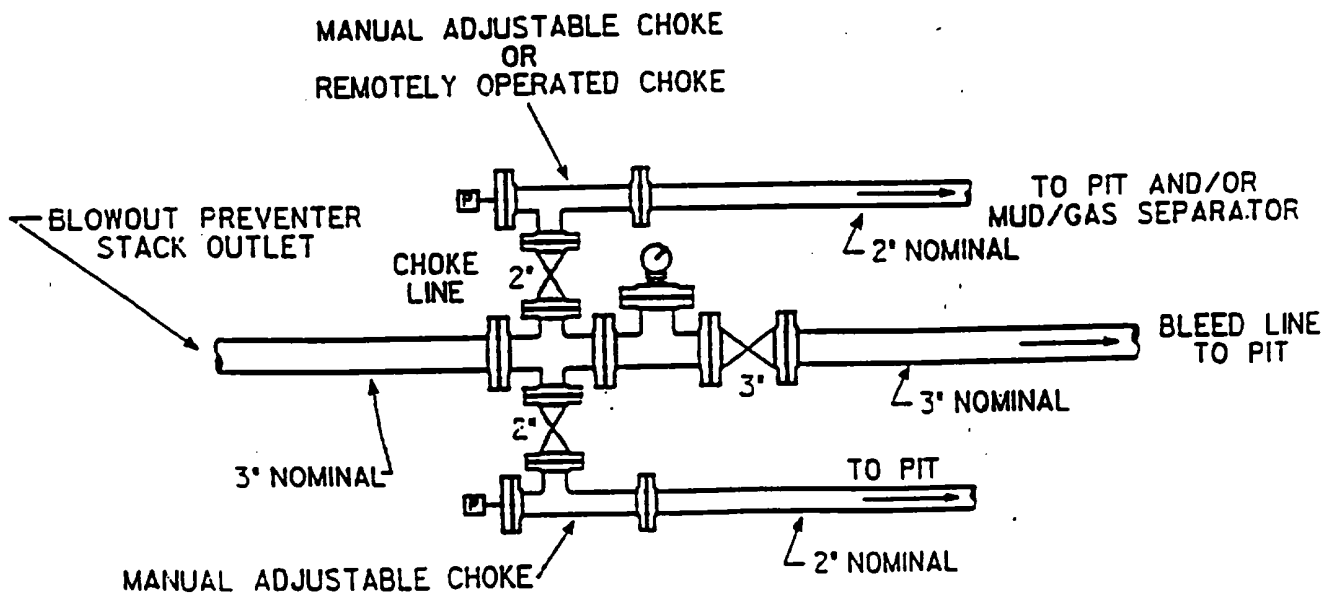 MANUAL ADJUSTABLE CHOKE
OR
REMOTELY OPERATED CHOKE
TO PIT AND/OR
MUD/GAS SEPARATOR
2" NOMINAL
BLOWOUT PREVENTER
STACK OUTLET
CHOKE
LINE
2"
BLEED LINE
TO PIT
3"
3" NOMINAL
2"
3" NOMINAL
TO PIT
2" NOMINAL
MANUAL ADJUSTABLE CHOKE